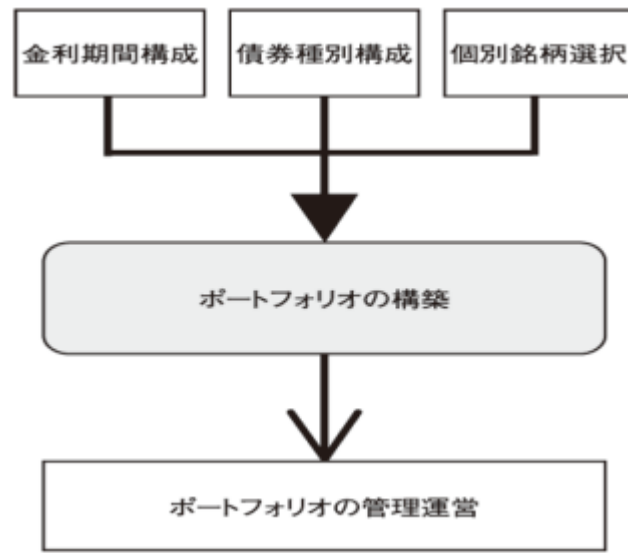 金利期間構成
債券種別構成
個別銘柄選択
ポートフォリオの構築
ポートフォリオの管理運営